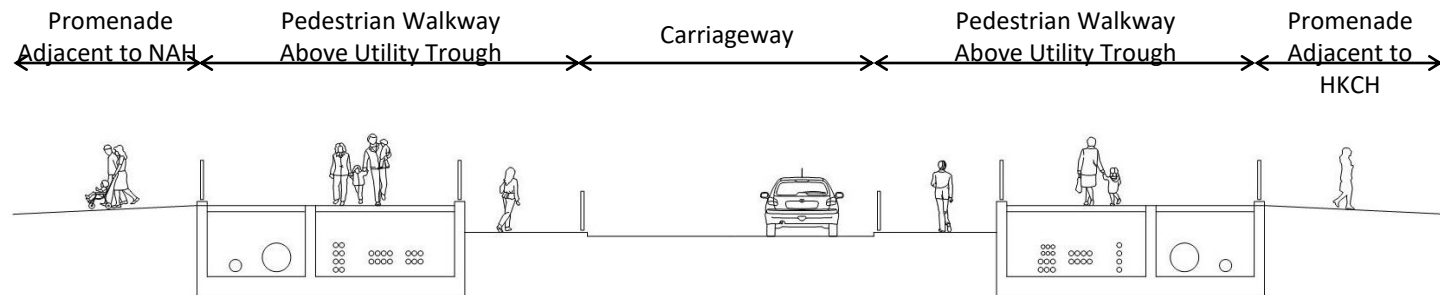 Promenade
Adjacent to NAH
Pedestrian Walkway
Above Utility Trough
Carriageway
Pedestrian Walkway
Above Utility Trough
Promenade
Adjacent to
HKCH